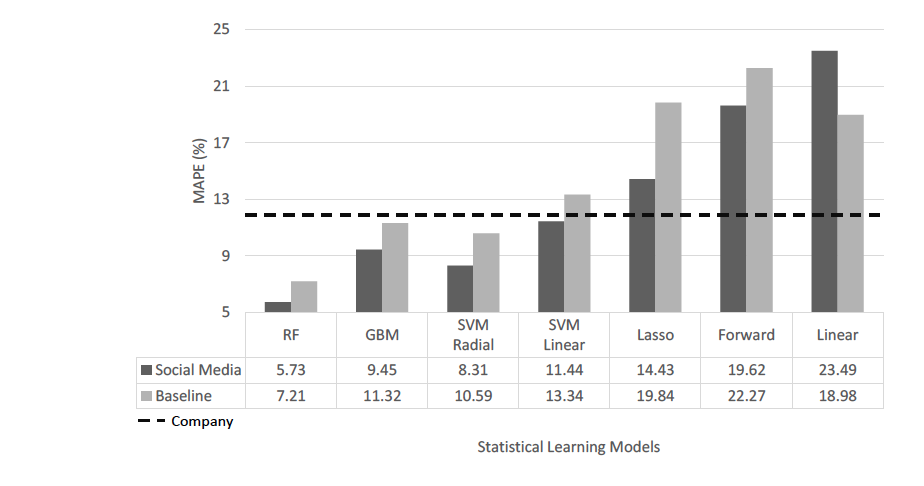 25
21
17
13
9
5
MAPE (%)
RF GBM SVM Radial SVM Linear Lasso Forward Linear
Social Media 5.73 9.45 8.31 11.44 14.43 19.62 23.49
Baseline 7.21 11.32 10.59 13.34 19.84 22.27 18.98
Company
Statistical Learning Models